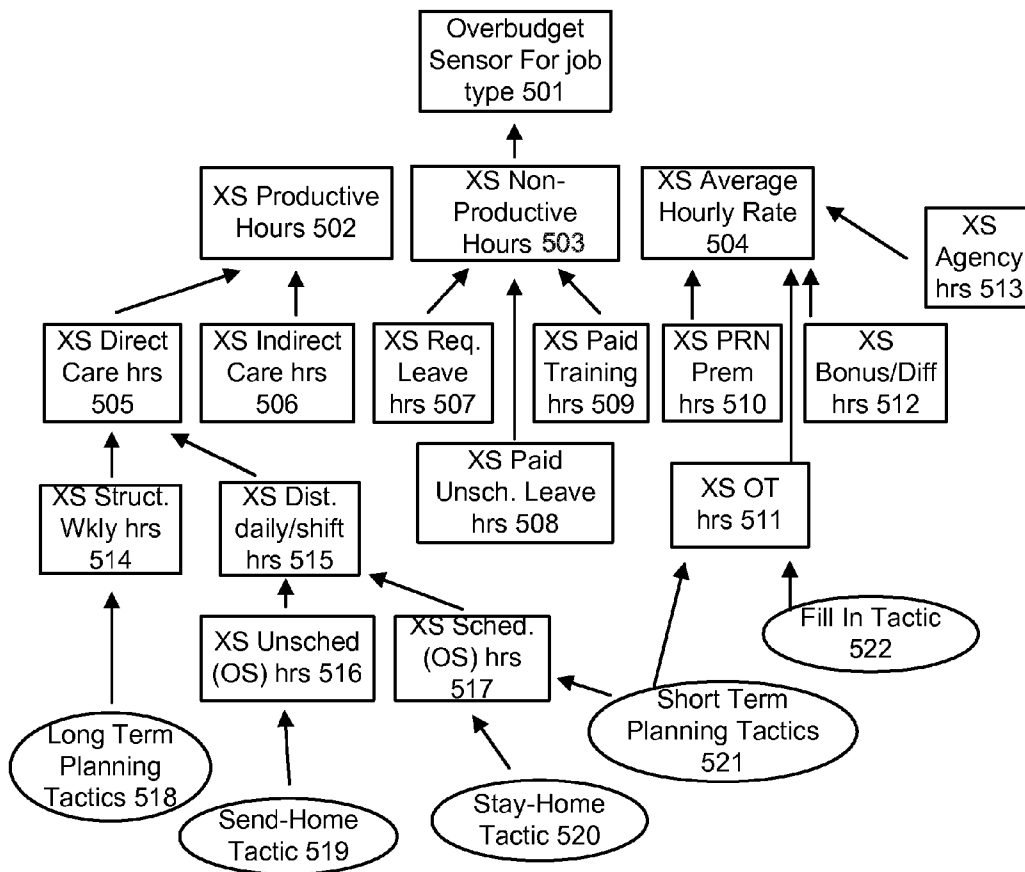 Overbudget
Sensor For job
type 501
XS Productive
Hours 502
XS Non-
Productive
Hours 503
XS Average
Hourly Rate
504
XS
Agency
hrs 513
XS Direct
Care hrs
505
XS Indirect
Care hrs
506
XS Req.
Leave
hrs 507
XS Paid
Training
hrs 509
XS PRN
Prem
hrs 510
XS
Bonus/Diff
hrs 512
XS Struct.
Wkly hrs
514
XS Dist.
daily/shift
hrs 515
XS Paid
Unsch. Leave
hrs 508
XS OT
hrs 511
XS Unsched
(OS) hrs 516
XS Sched.
(OS) hrs
517
Fill In Tactic
522
Long Term
Planning
Tactics 518
Short Term
Planning Tactics
521
Send-Home
Tactic 519
Stay-Home
Tactic 520